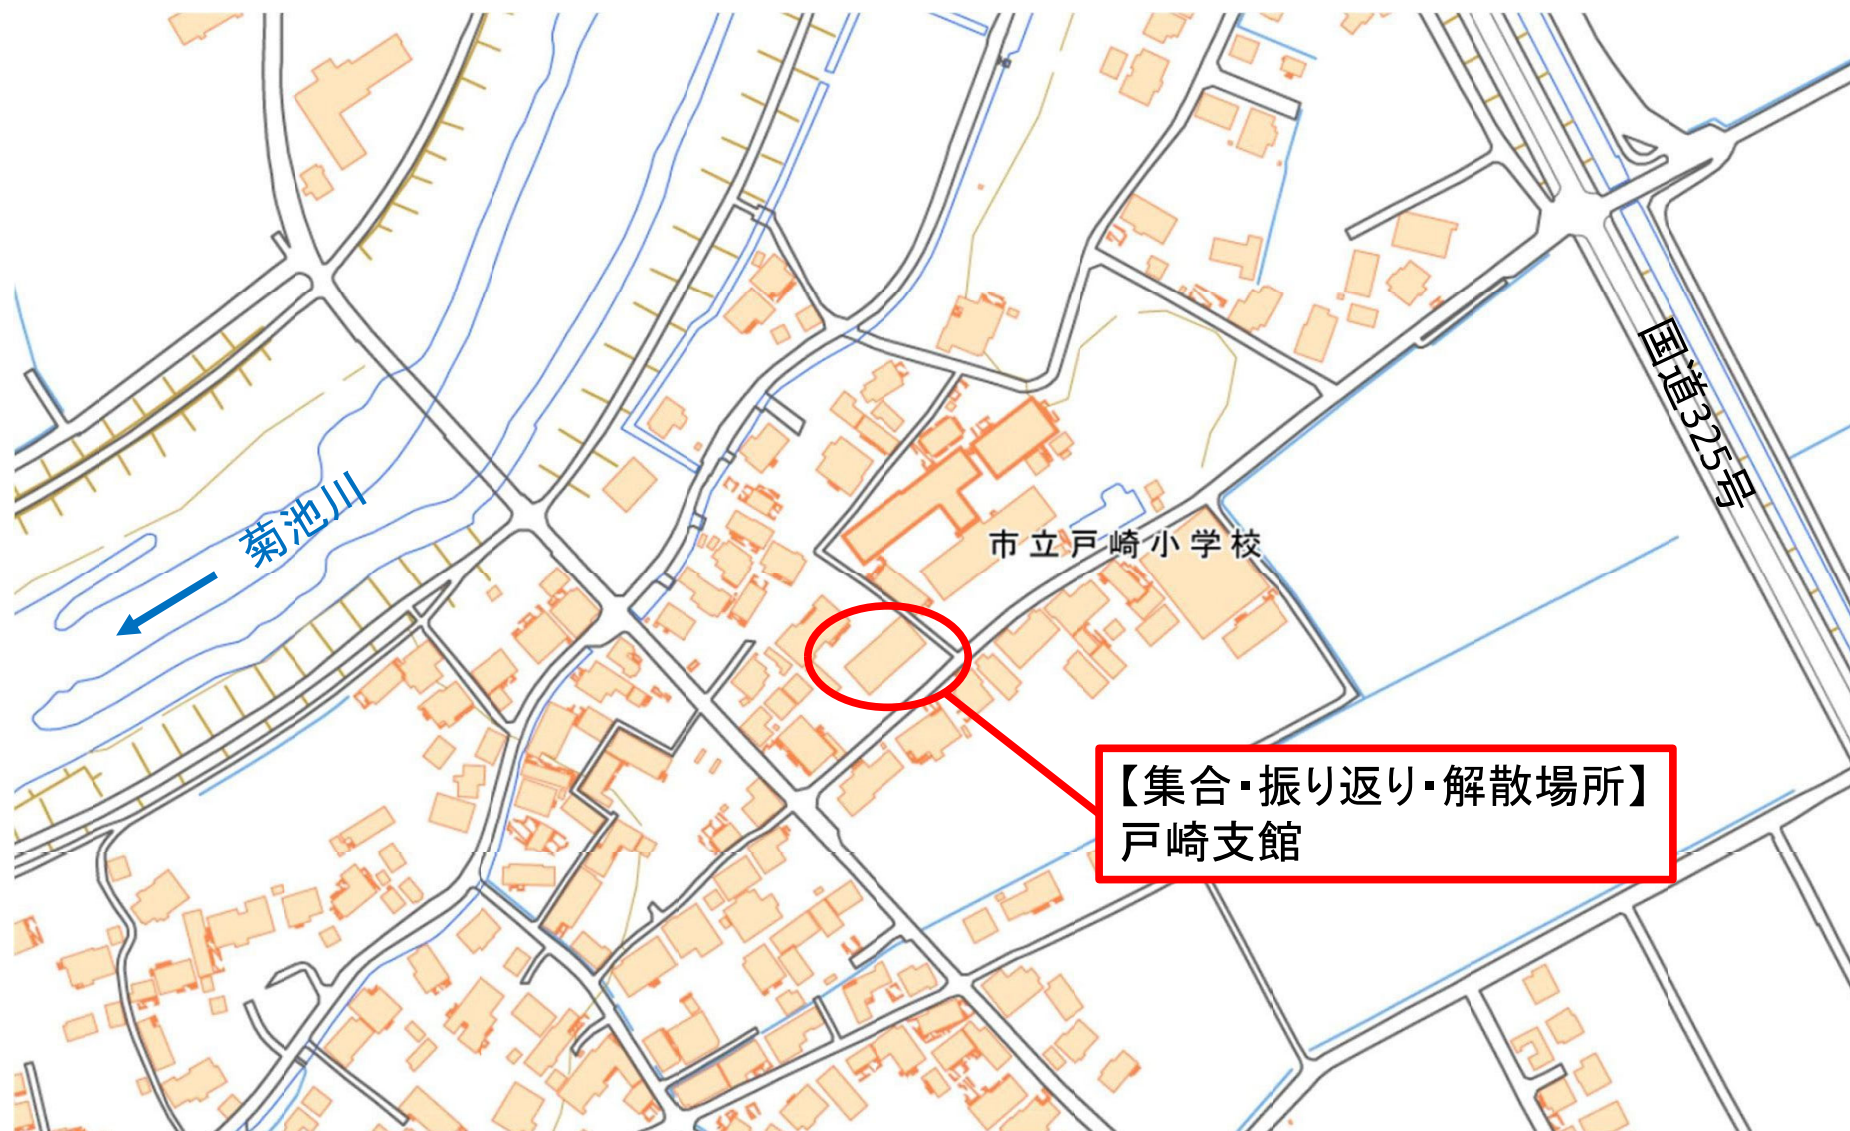 国道325号
菊池川
市立戸崎小学校
【集合・振り返り・解散場所】
戸崎支館